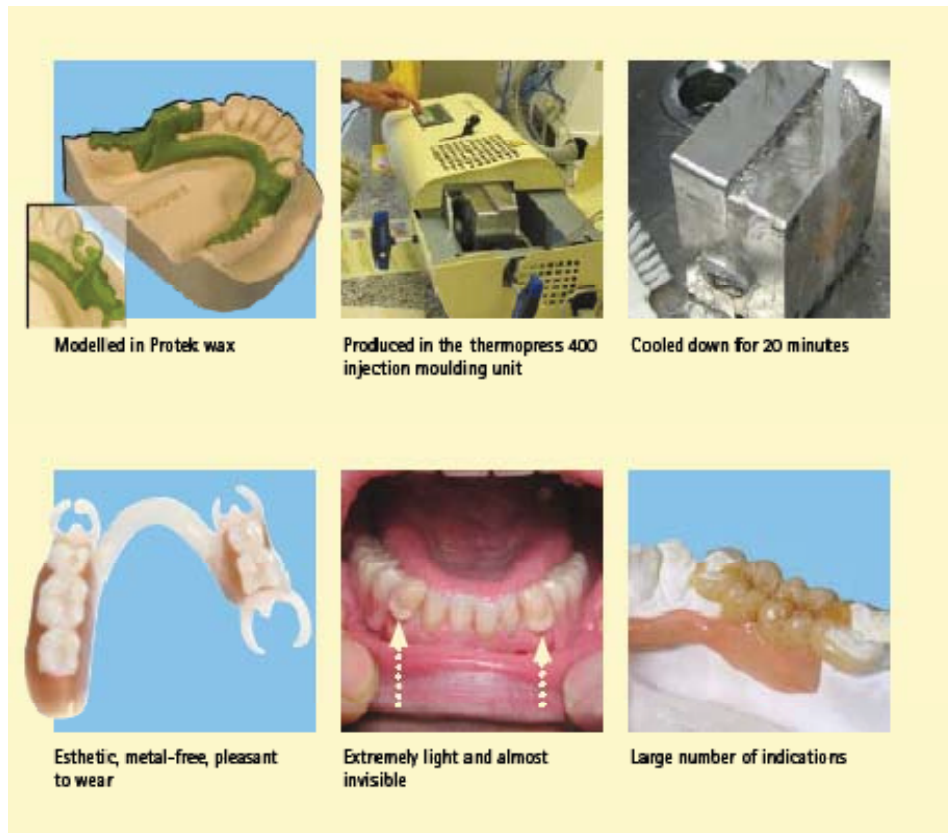 Modelled in Protek wax
Produced in the thermopress 400
injection moulding unit
Cooled down for 20 minutes
Esthetic, metal-free, pleasant
to wear
Extremely light and almost
invisible
Large number of indications